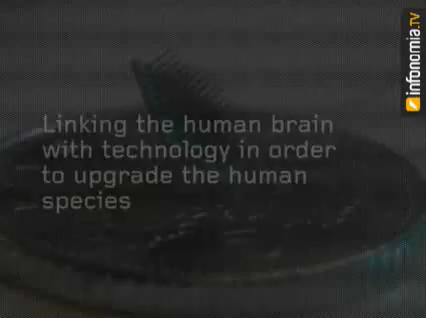 infonomia.TV
Linking the human brain
with technology in order
to upgrade the human
species